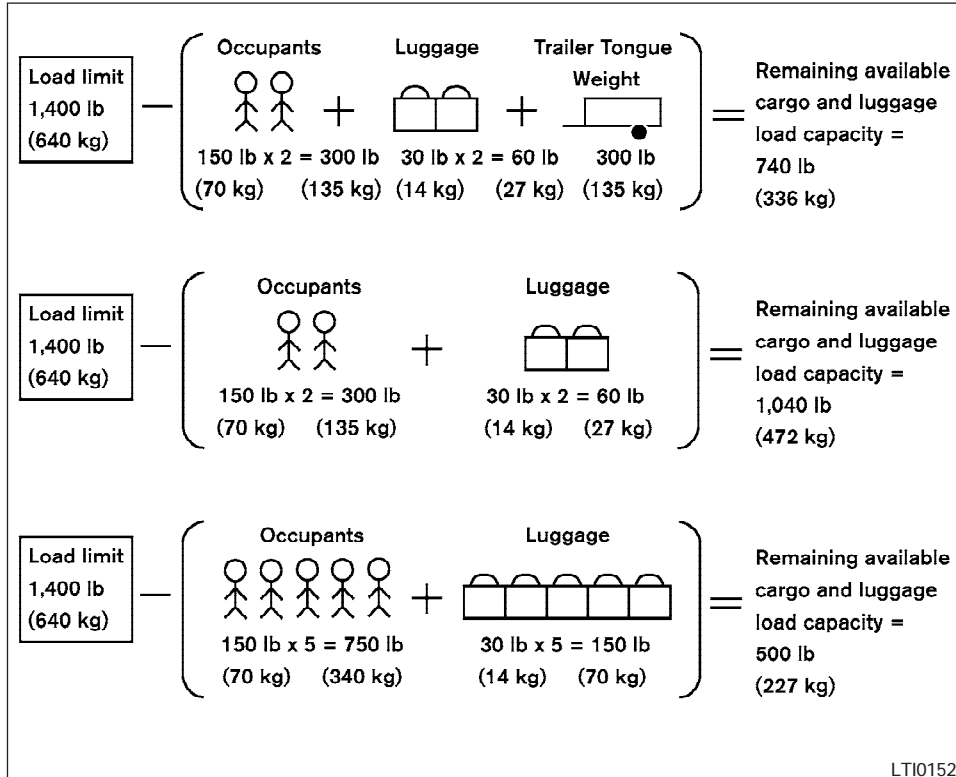 Occupants Luggage Trailer Tongue Weight
Load limit
1,400 lb
(640 kg)
150 lb x 2 = 300 lb 30 lb x 2 = 60 lb 300 lb
(70 kg) (135 kg) (14 kg) (27 kg) (135 kg)
Remaining available
cargo and luggage
load capacity =
740 lb
(336 kg)
Occupants Luggage
Load limit
1,400 lb
(640 kg)
150 lb x 2 = 300 lb 30 lb x 2 = 60 lb
(70 kg) (135 kg) (14 kg) (27 kg)
Remaining available
cargo and luggage
load capacity =
1,040 lb
(472 kg)
Occupants Luggage
Load limit
1,400 lb
(640 kg)
150 lb x 5 = 750 lb 30 lb x 5 = 150 lb
(70 kg) (340 kg) (14 kg) (70 kg)
Remaining available
cargo and luggage
load capacity =
500 lb
(227 kg)
LTI0152